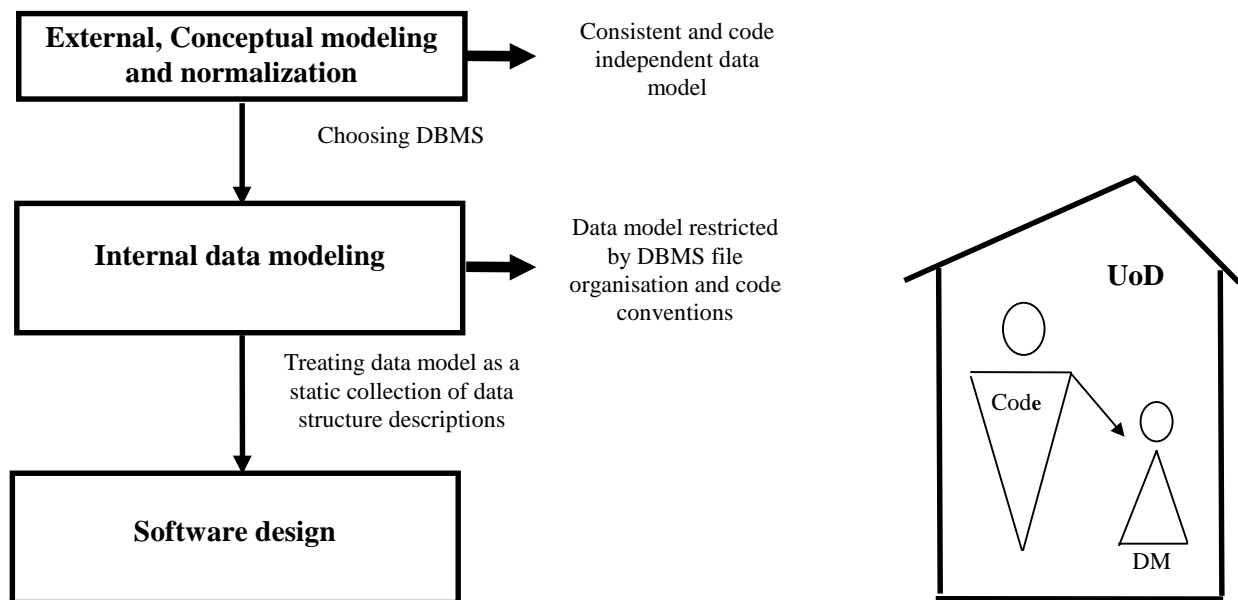 External, Conceptual modeling
and normalization
Consistent and code
independent data
model
Choosing DBMS
Internal data modeling
Data model restricted
by DBMS file
organisation and code
conventions
Treating data model as a
static collection of data
structure descriptions
Software design
UoD
Code
DM